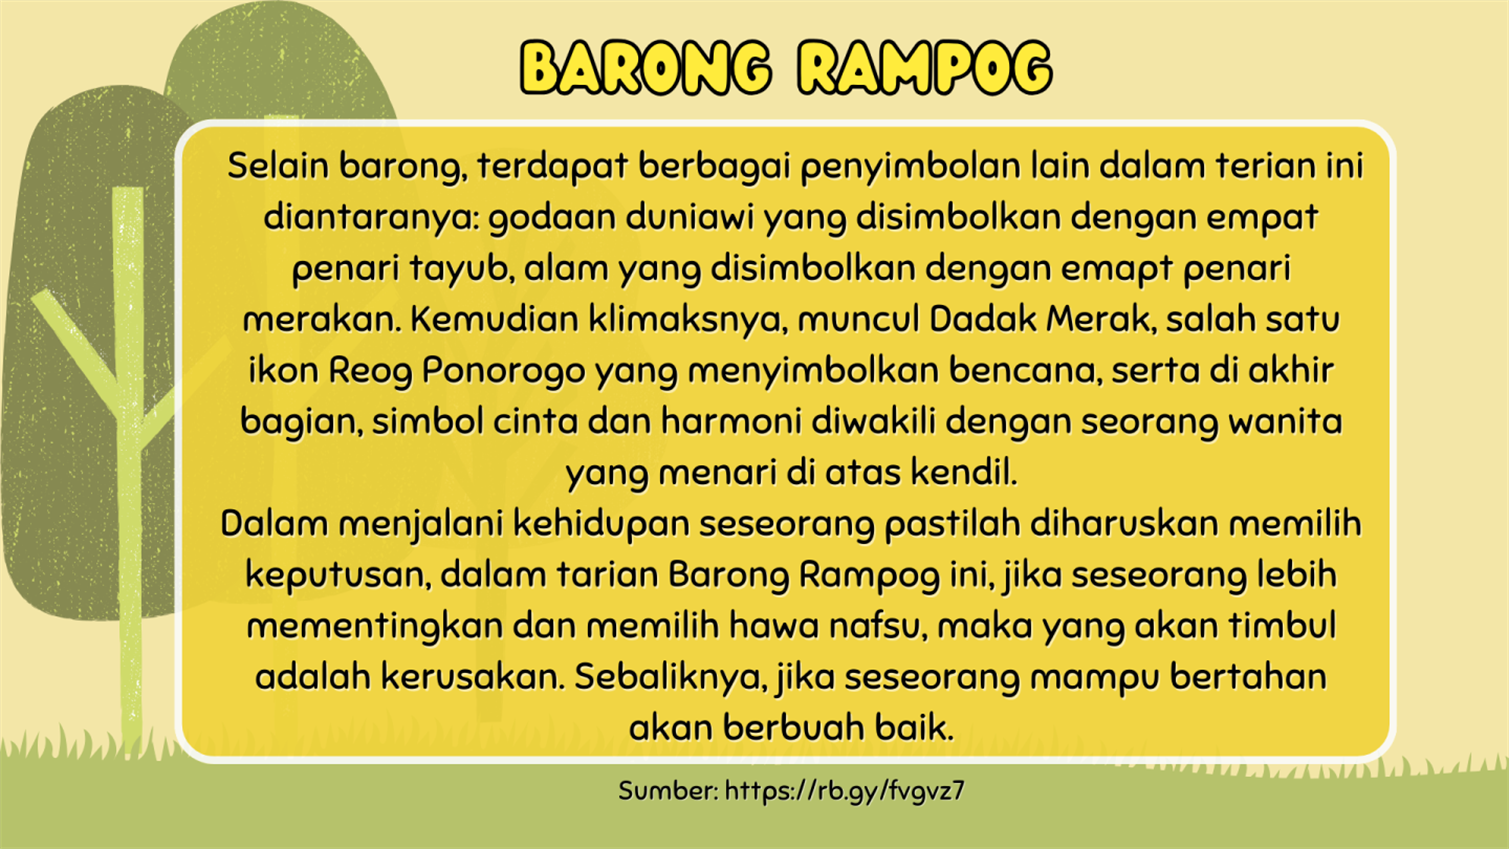 BARONG RAMPOG
Selain barong, terdapat berbagai penyimbolan lain dalam terian ini
diantaranya: godaan duniawi yang disimbolkan dengan empat
penari tayub, alam yang disimbolkan dengan emapt penari
merakan. Kemudian klimaksnya, muncul Dadak Merak, salah satu
ikon Reog Ponorogo yang menyimbolkan bencana, serta di akhir
bagian, simbol cinta dan harmoni diwakili dengan seorang wanita
yang menari di atas kendil.
Dalam menjalani kehidupan seseorang pastilah diharuskan memilih
keputusan, dalam tarian Barong Rampog ini, jika seseorang lebih
mementingkan dan memilih hawa nafsu, maka yang akan timbul
adalah kerusakan. Sebaliknya, jika seseorang mampu bertahan
akan berbuah baik.
Sumber: https://rb.gy/fvgvz7